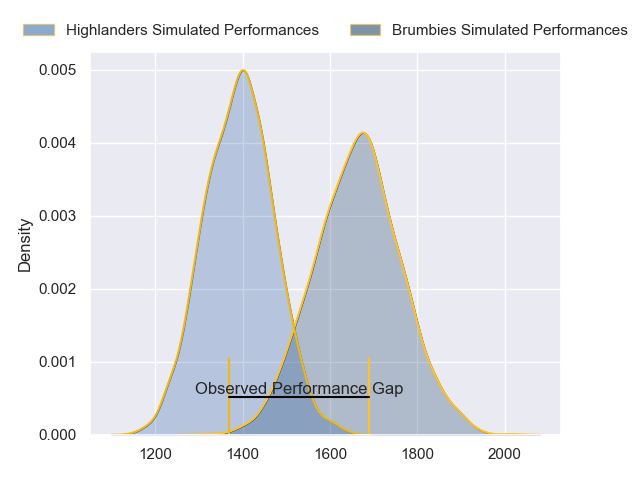 Highlanders Simulated Performances
Brumbies Simulated Performances
0.005
0.004
0.003
0.002
0.001
0.000
Density
Observed Performance Gap
1200 1400 1600 1800 2000